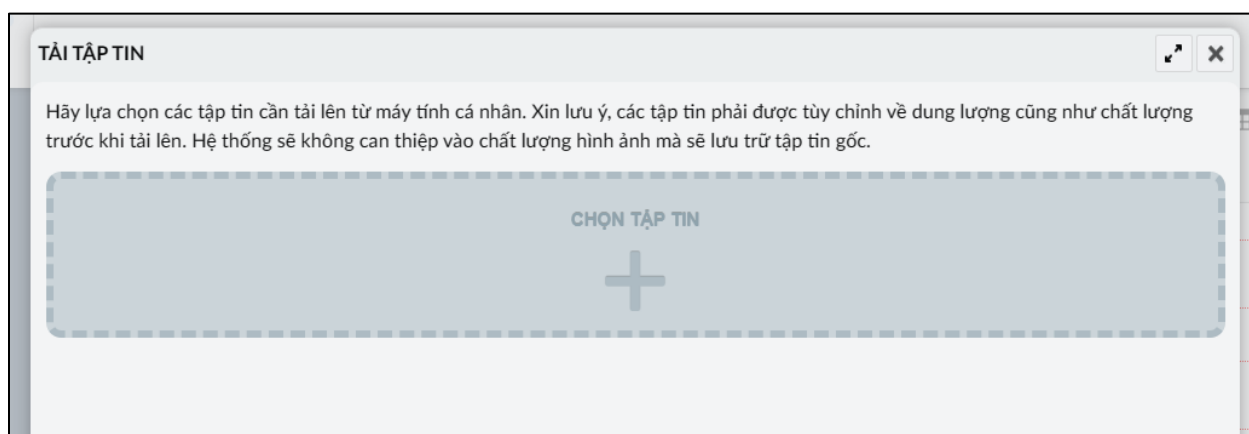 TẢI TẬP TIN
Hãy lựa chọn các tập tin cần tải lên từ máy tính cá nhân. Xin lưu ý, các tập tin phải được tùy chỉnh về dung lượng cũng như chất lượng
trước khi tải lên. Hệ thống sẽ không can thiệp vào chất lượng hình ảnh mà sẽ lưu trữ tập tin gốc.
CHỌN TẬP TIN